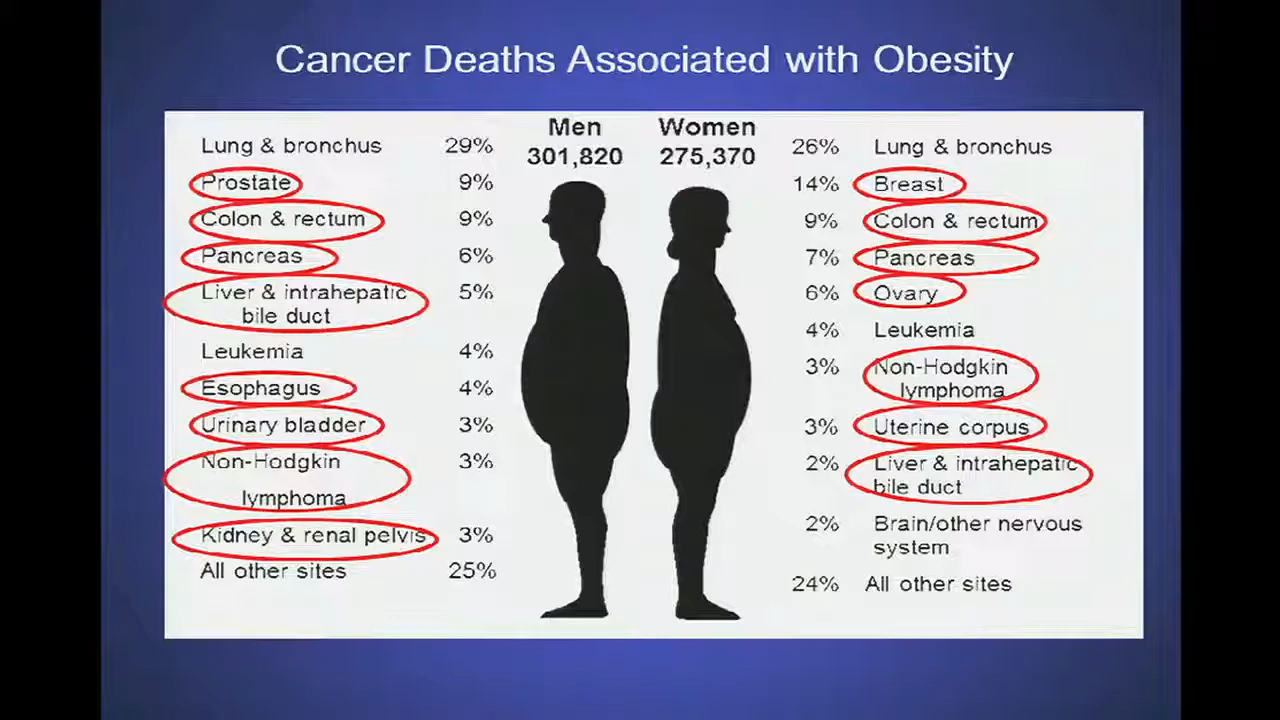 Cancer Deaths Associated with Obesity
Men
301,820
Women
275,370
Lung & bronchus 29%
Prostate 9%
Colon & rectum 9%
Pancreas 6%
Liver & intrahepatic 5%
bile duct
Leukemia 4%
Esophagus 4%
Urinary bladder 3%
Non-Hodgkin 3%
lymphoma
Kidney & renal pelvis 3%
All other sites 25%
26% Lung & bronchus
14% Breast
9% Colon & rectum
7% Pancreas
6% Ovary
4% Leukemia
3% Non-Hodgkin
lymphoma
3% Uterine corpus
2% Liver & intrahepatic
bile duct
2% Brain/other nervous
system
24% All other sites